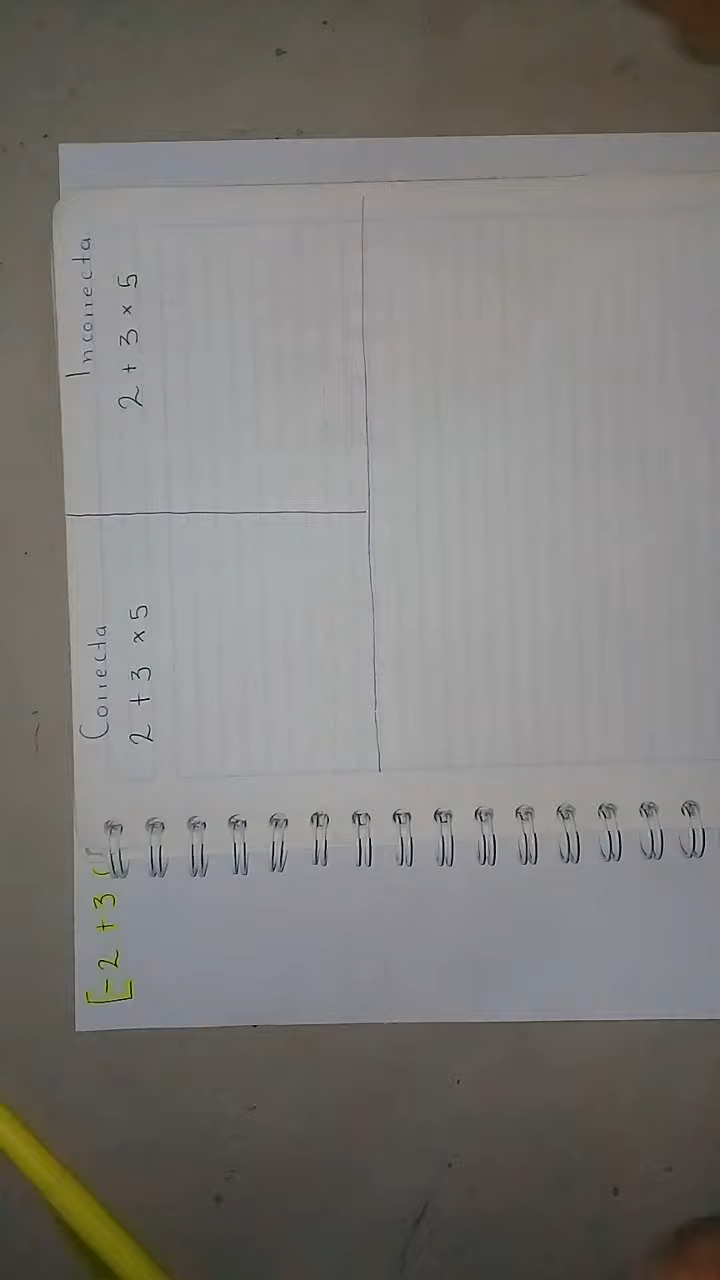 [-2 + 3 (
Correcta
2 + 3 × 5
Incorrecta
2 + 3 × 5